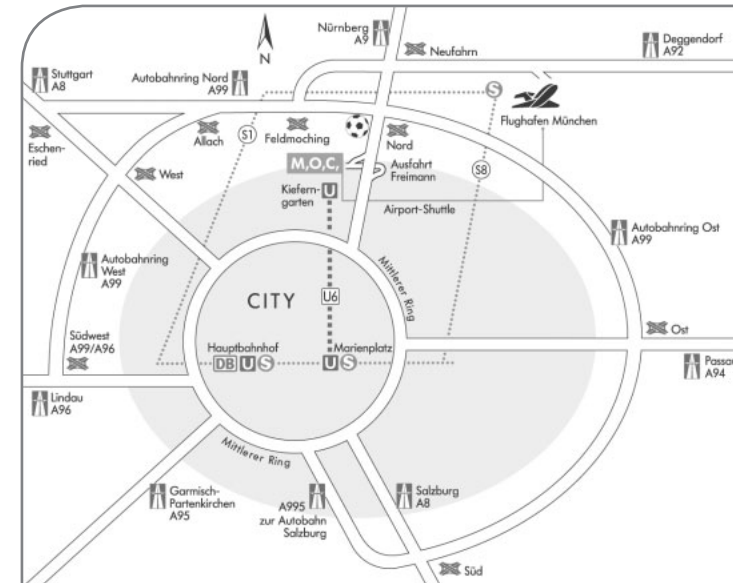 Nürnberg
A9
Neufahrn
Deggendorf
A92
N
Stuttgart
A8
Autobahnring Nord
A99
S
Flughafen München
Eschen-
ried
Allach
S1
Feldmoching
Nord
West
M,O,C,
Ausfahrt
Freimann
S8
Kiefern-
garten
U
Airport-Shuttle
Autobahnring Ost
A99
Autobahnring
West
A99
Mittlerer Ring
CITY
U6
Südwest
A99/A96
Hauptbahnhof
DB U S
Marienplatz
U S
Ost
Passau
A94
Lindau
A96
Mittlerer Ring
Garmisch-
Partenkirchen
A95
A995
zur Autobahn
Salzburg
Salzburg
A8
Süd